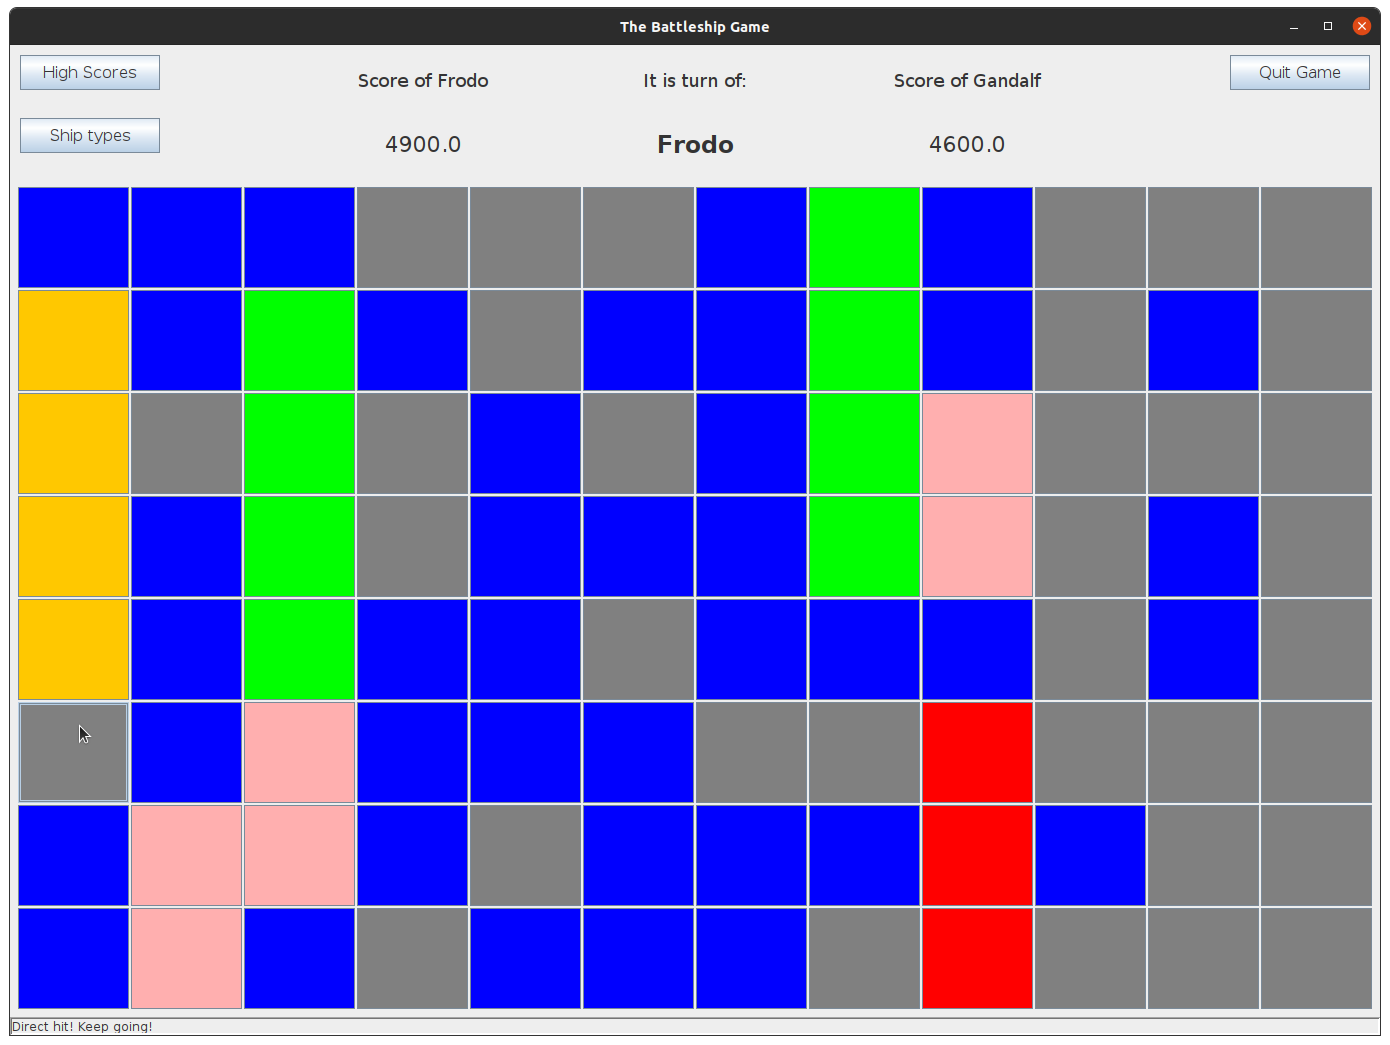 The Battleship Game
High Scores
Score of Frodo
It is turn of:
Score of Gandalf
Quit Game
Ship types
4900.0
Frodo
4600.0
Direct hit! Keep going!